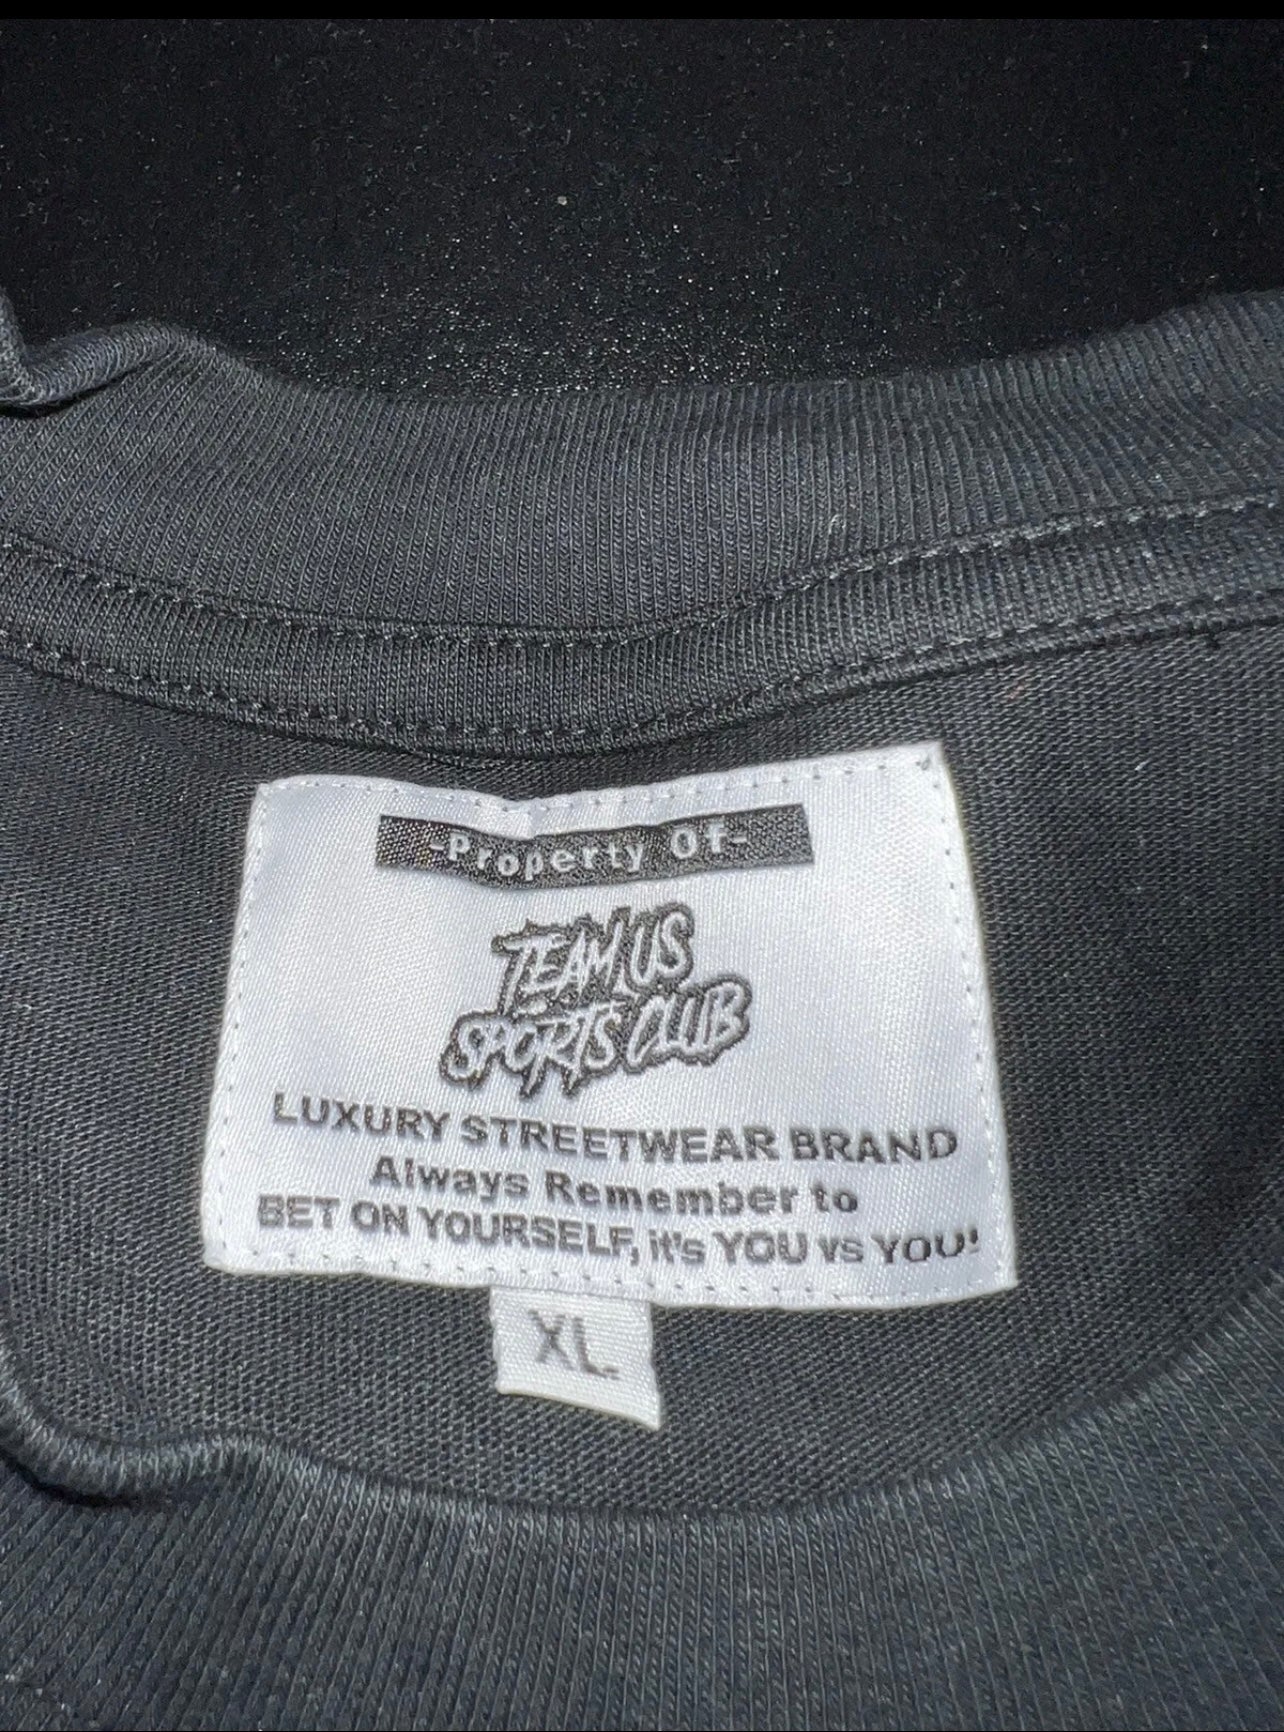 -Property Of-
TEAM US
SPORTS CLUB
LUXURY STREETWEAR BRAND
Always Remember to
BET ON YOURSELF, it's YOU vs YOU!
XL